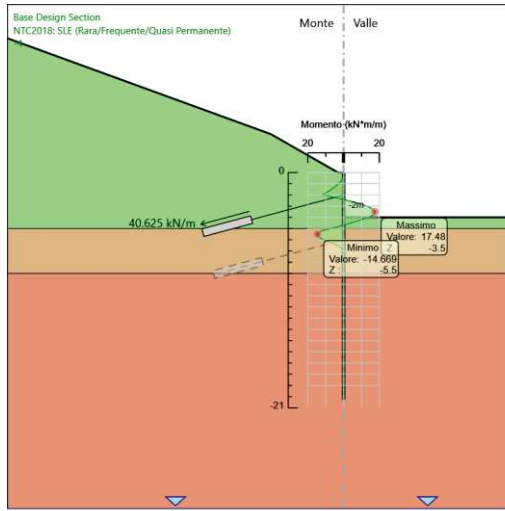 Base Design Section
NTC2018: SLE (Rara/Frequente/Quasi Permanente)
Monte
Valle
Momento (kN*m/m)
20
20
0
-2m
40.625 kN/m
Massimo
Valore: 17.48
Z
-3.5
Minimo
Valore: -14.669
Z :
-5.5
-21